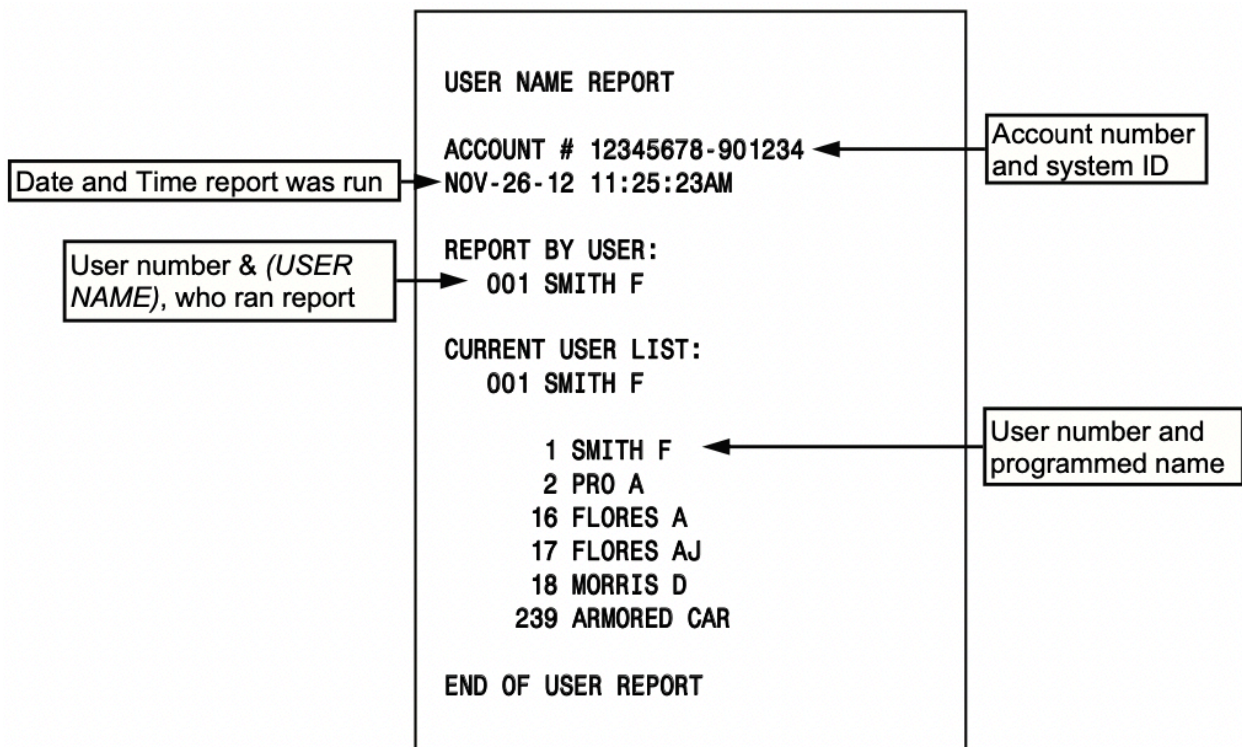 USER NAME REPORT
ACCOUNT # 12345678-901234
NOV-26-12 11:25:23AM
REPORT BY USER:
001 SMITH F
CURRENT USER LIST:
001 SMITH F
1 SMITH F
2 PRO A
16 FLORES A
17 FLORES AJ
18 MORRIS D
239 ARMORED CAR
END OF USER REPORT
Date and Time report was run
User number & (USER
NAME), who ran report
Account number
and system ID
User number and
programmed name